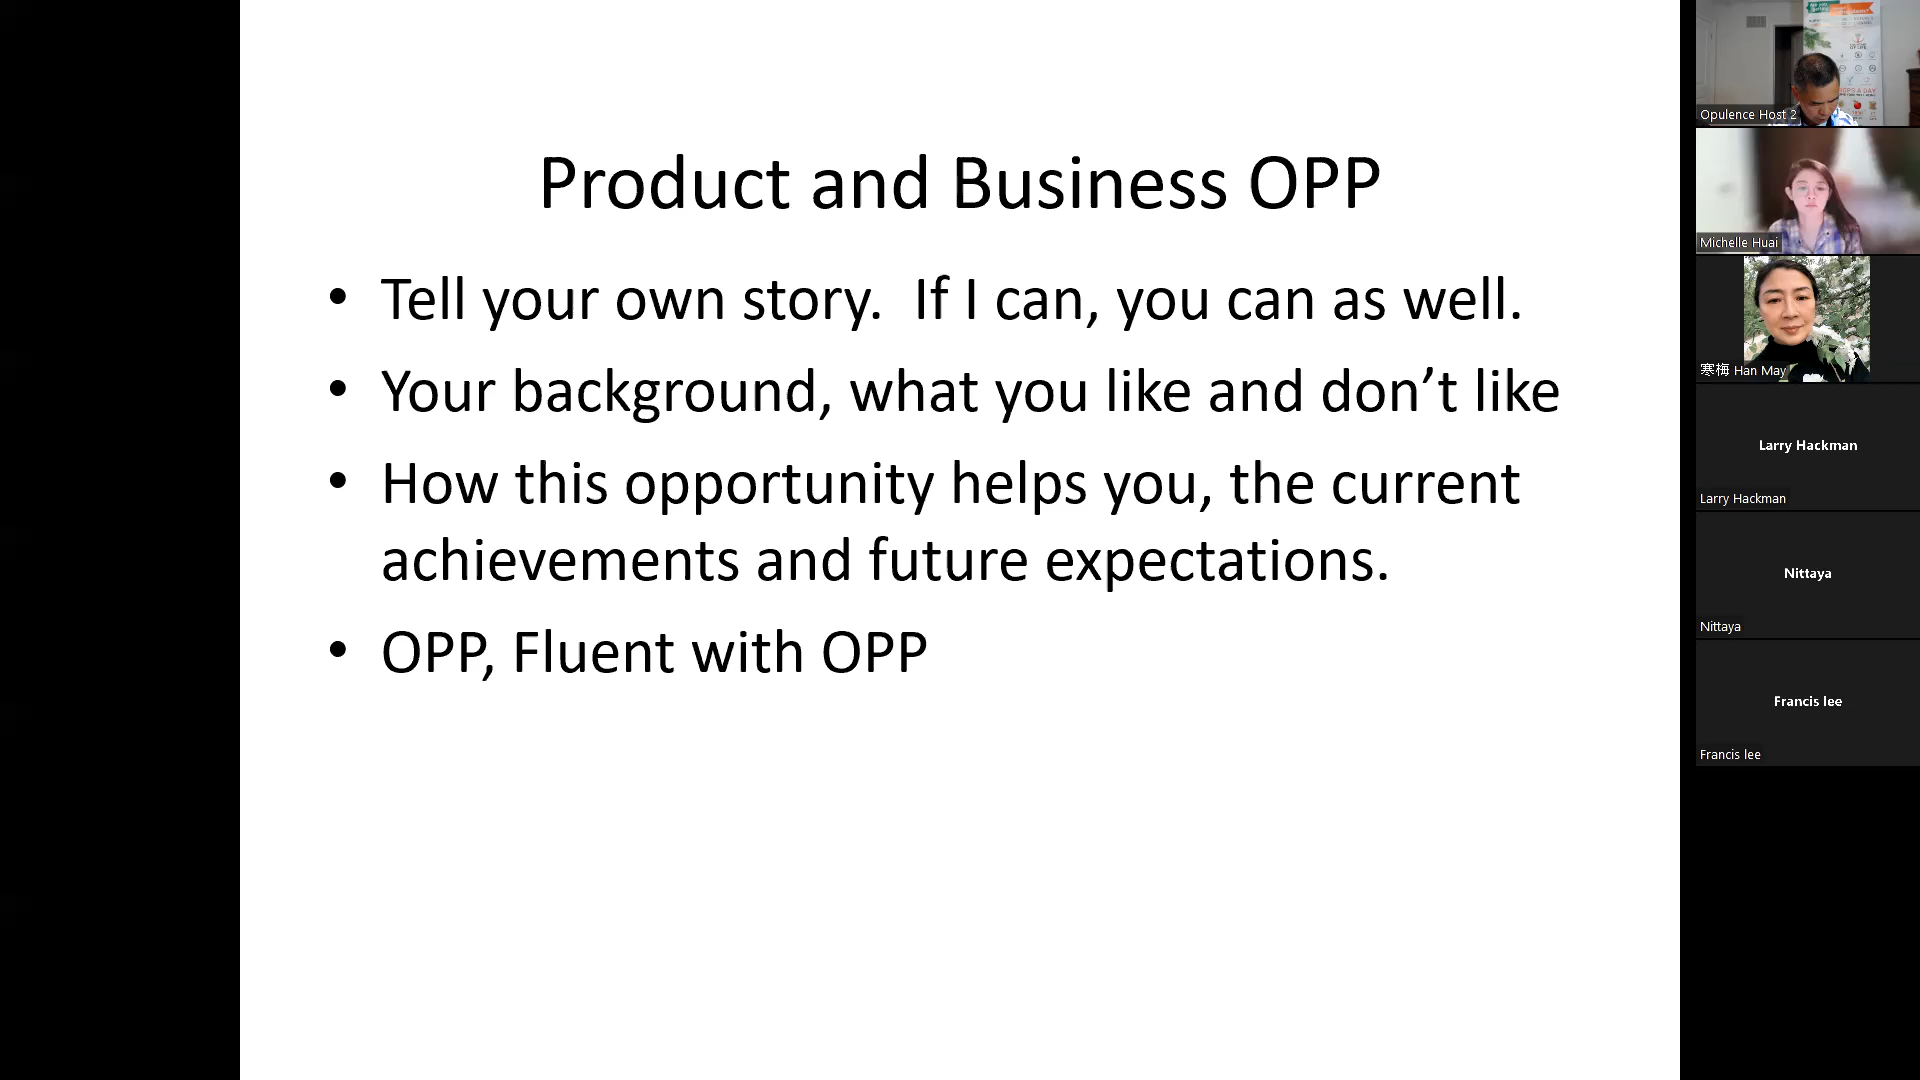 Product and Business OPP
• Tell your own story.  If I can, you can as well.
• Your background, what you like and don’t like
• How this opportunity helps you, the current
achievements and future expectations.
• OPP, Fluent with OPP
Opulence Host 2
Michelle Huai
寒梅 Han May
Larry Hackman
Larry Hackman
Nittaya
Nittaya
Francis lee
Francis lee